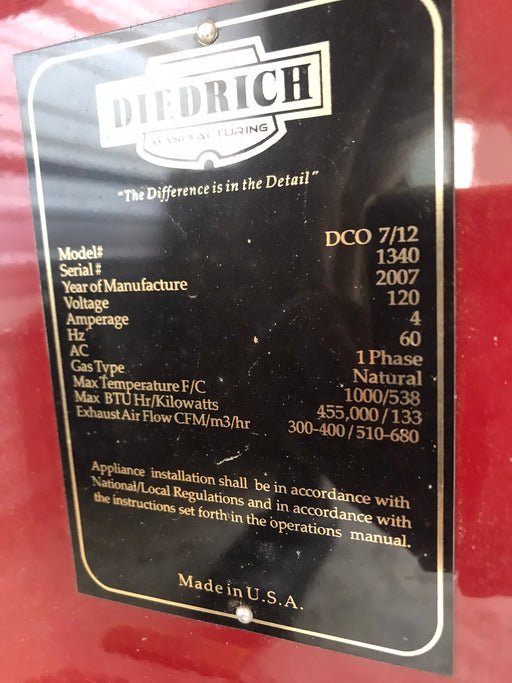 DIEDRICH
MANUFACTURING
"The Difference is in the Detail"
Model# DCO 7/12
Serial # 1340
Year of Manufacture 2007
Voltage 120
Amperage 4
Hz 60
AC 1 Phase
Gas Type Natural
Max Temperature F/C 1000/538
Max BTU Hr/Kilowatts 455,000 / 133
Exhaust Air Flow CFM/m3/hr 300-400 / 510-680
Appliance installation shall be in accordance with
National/Local Regulations and in accordance with
the instructions set forth in the operations manual.
Made in U.S.A.